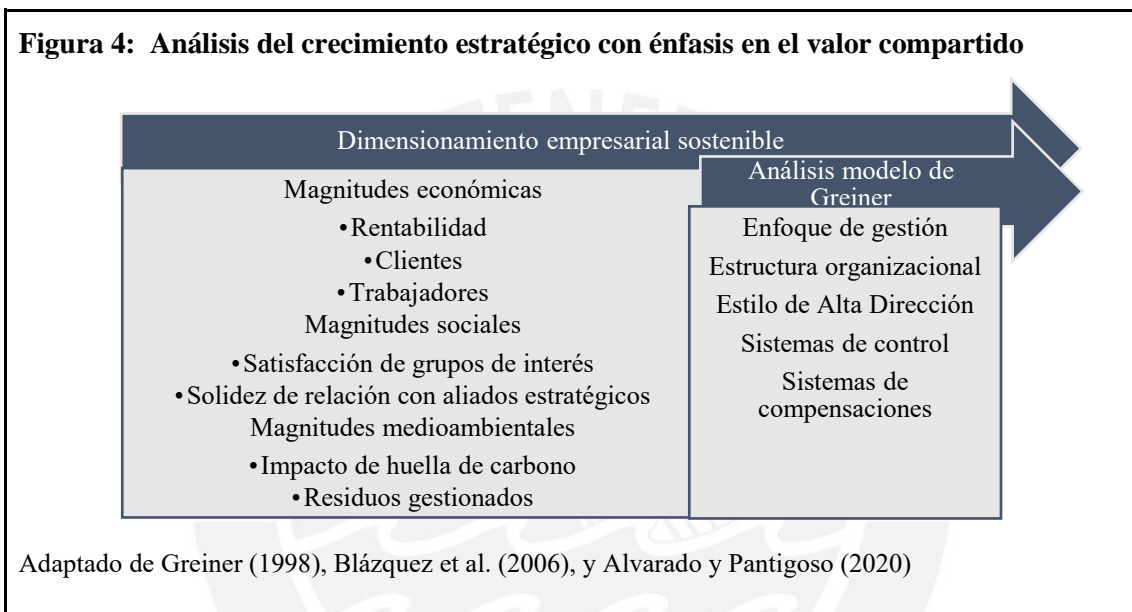 Figura 4: Análisis del crecimiento estratégico con énfasis en el valor compartido
Dimensionamiento empresarial sostenible
Magnitudes económicas
•Rentabilidad
•Clientes
•Trabajadores
Magnitudes sociales
•Satisfacción de grupos de interés
•Solidez de relación con aliados estratégicos
Magnitudes medioambientales
•Impacto de huella de carbono
•Residuos gestionados
Análisis modelo de
Greiner
Enfoque de gestión
Estructura organizacional
Estilo de Alta Dirección
Sistemas de control
Sistemas de
compensaciones
Adaptado de Greiner (1998), Blázquez et al. (2006), y Alvarado y Pantigoso (2020)